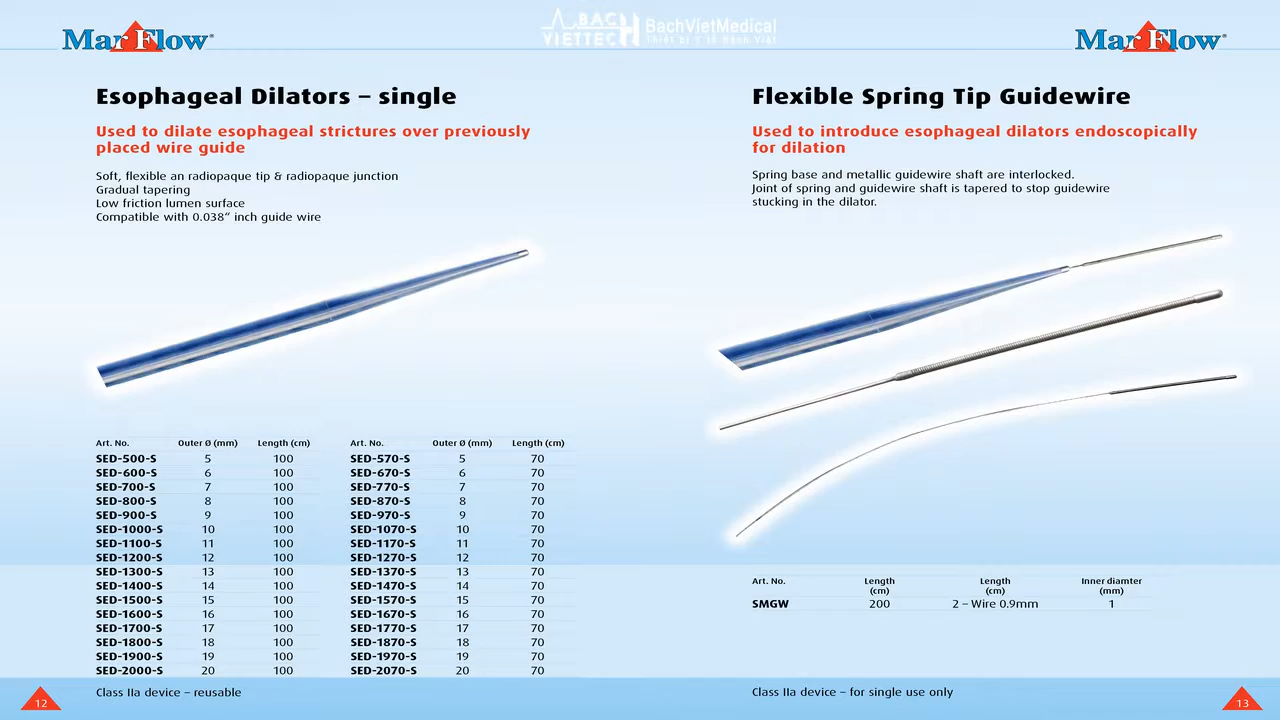 BACH VIETTECH
BachVietMedical
Thiết bị Y tế Bách Việt
Mar Flow®
Esophageal Dilators – single
Used to dilate esophageal strictures over previously
placed wire guide
Soft, flexible an radiopaque tip & radiopaque junction
Gradual tapering
Low friction lumen surface
Compatible with 0.038“ inch guide wire
Art. No. Outer Ø (mm) Length (cm) Art. No. Outer Ø (mm) Length (cm)
SED-500-S 5 100 SED-570-S 5 70
SED-600-S 6 100 SED-670-S 6 70
SED-700-S 7 100 SED-770-S 7 70
SED-800-S 8 100 SED-870-S 8 70
SED-900-S 9 100 SED-970-S 9 70
SED-1000-S 10 100 SED-1070-S 10 70
SED-1100-S 11 100 SED-1170-S 11 70
SED-1200-S 12 100 SED-1270-S 12 70
SED-1300-S 13 100 SED-1370-S 13 70
SED-1400-S 14 100 SED-1470-S 14 70
SED-1500-S 15 100 SED-1570-S 15 70
SED-1600-S 16 100 SED-1670-S 16 70
SED-1700-S 17 100 SED-1770-S 17 70
SED-1800-S 18 100 SED-1870-S 18 70
SED-1900-S 19 100 SED-1970-S 19 70
SED-2000-S 20 100 SED-2070-S 20 70
Class IIa device – reusable
12
Mar Flow®
Flexible Spring Tip Guidewire
Used to introduce esophageal dilators endoscopically
for dilation
Spring base and metallic guidewire shaft are interlocked.
Joint of spring and guidewire shaft is tapered to stop guidewire
stucking in the dilator.
Art. No. Length Length Inner diamter
(cm) (cm) (mm)
SMGW 200 2 – Wire 0.9mm 1
Class IIa device – for single use only
13